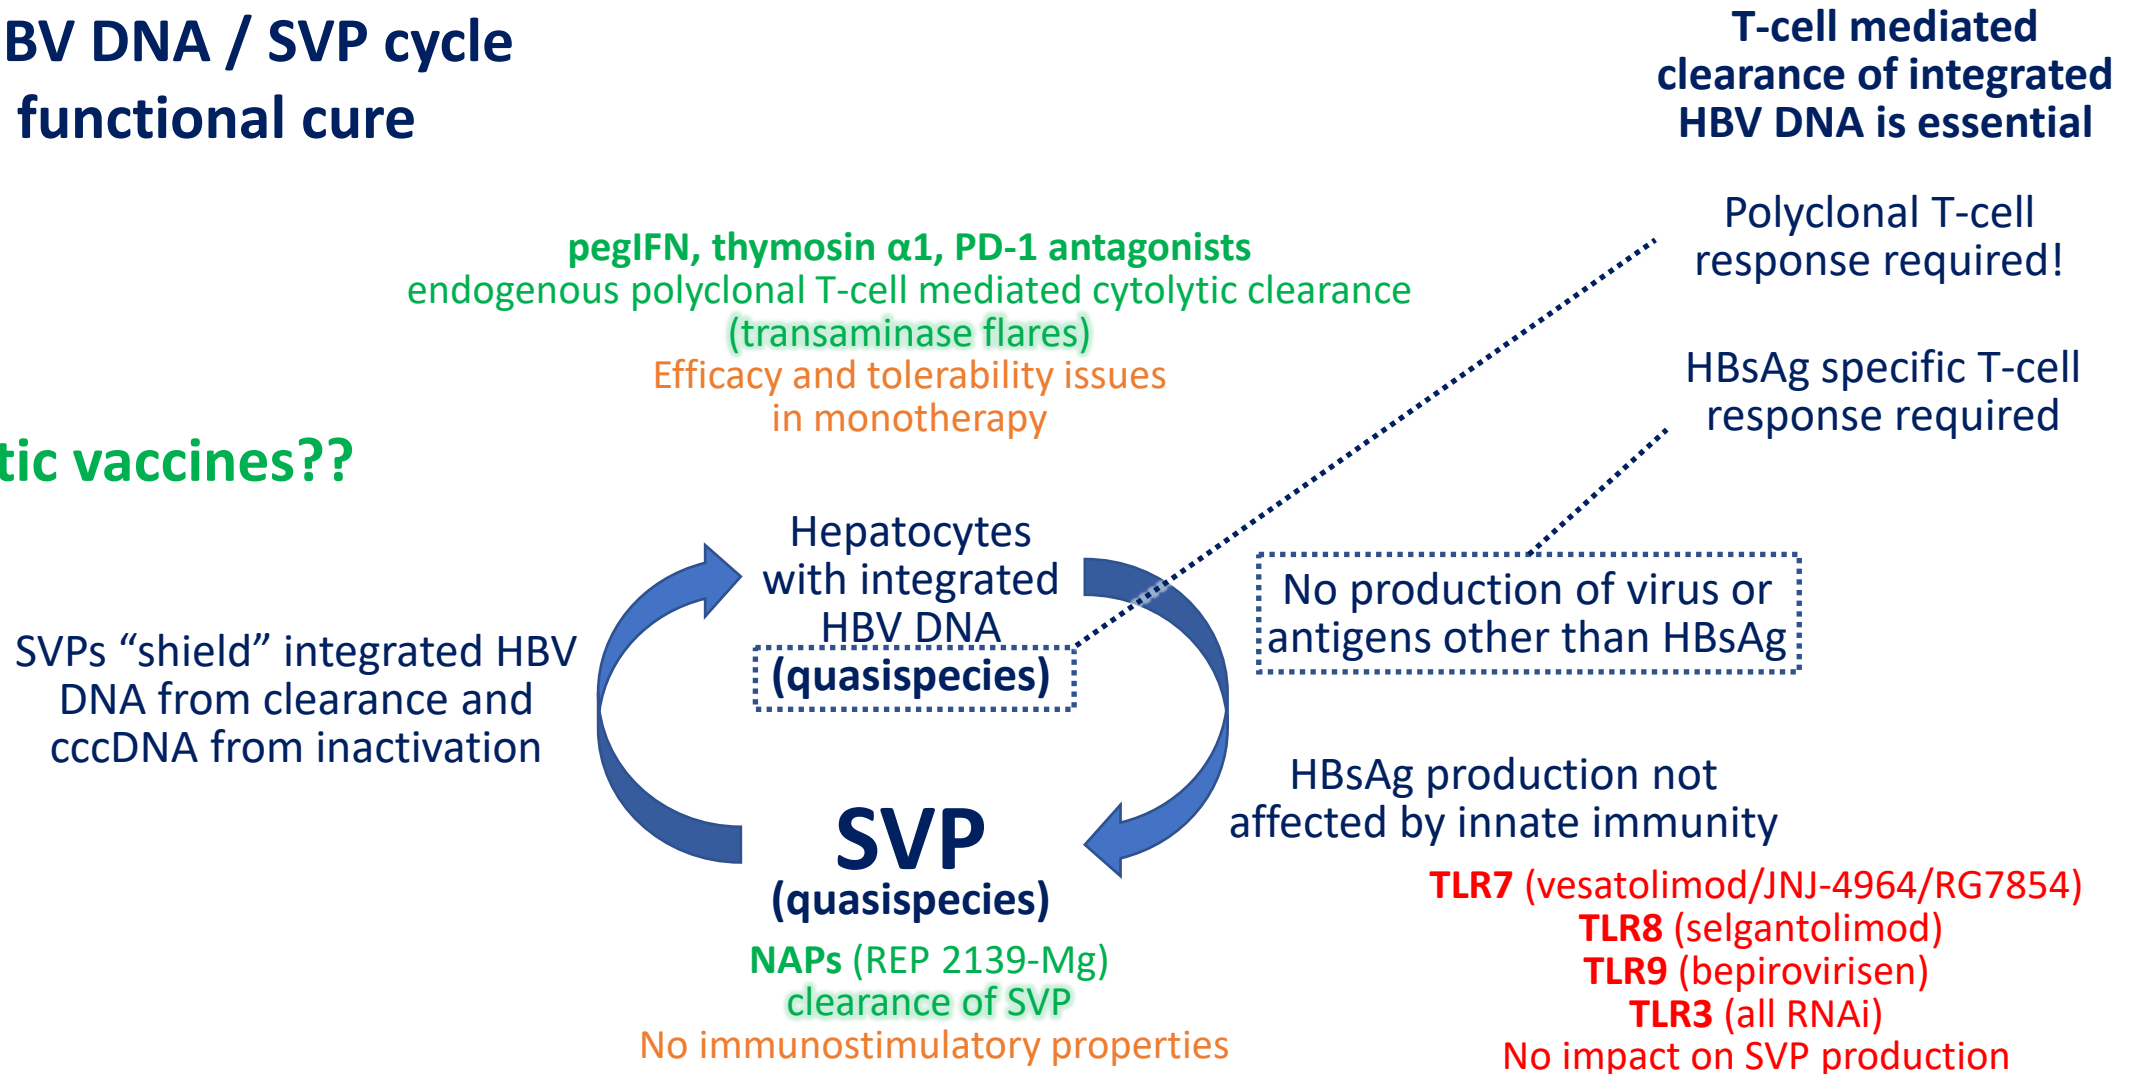 BV DNA / SVP cycle
functional cure
T-cell mediated
clearance of integrated
HBV DNA is essential
Polyclonal T-cell
response required!
HBsAg specific T-cell
response required
pegIFN, thymosin α1, PD-1 antagonists
endogenous polyclonal T-cell mediated cytolytic clearance
(transaminase flares)
Efficacy and tolerability issues
in monotherapy
tic vaccines??
Hepatocytes
with integrated
HBV DNA
(quasispecies)
No production of virus or
antigens other than HBsAg
SVPs “shield” integrated HBV
DNA from clearance and
cccDNA from inactivation
HBsAg production not
affected by innate immunity
SVP
(quasispecies)
NAPs (REP 2139-Mg)
clearance of SVP
No immunostimulatory properties
TLR7 (vesatolimod/JNJ-4964/RG7854)
TLR8 (selgantolimod)
TLR9 (bepirovirisen)
TLR3 (all RNAi)
No impact on SVP production